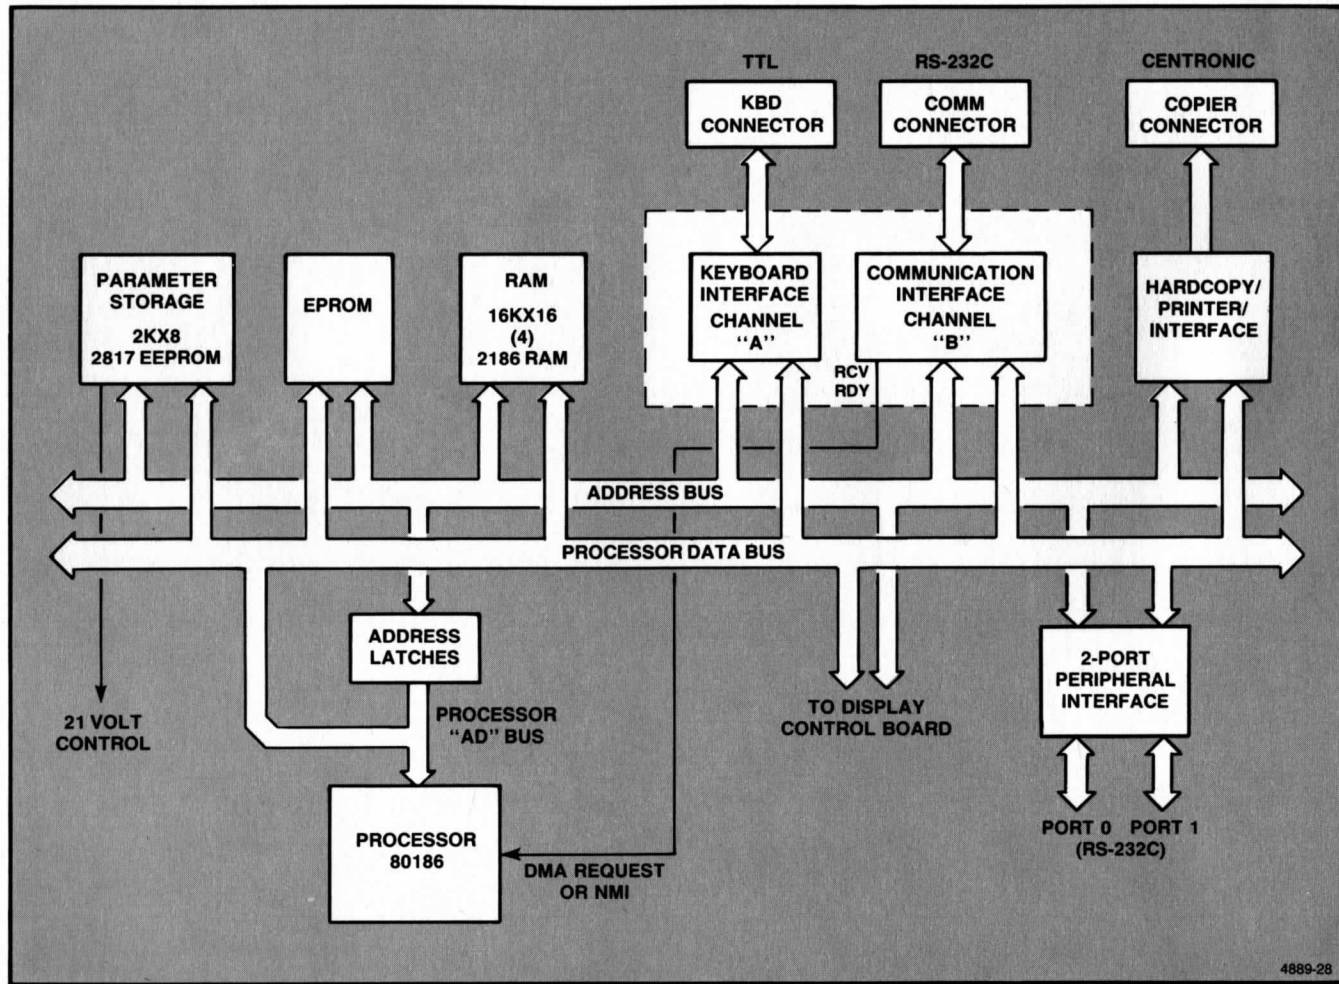 TTL
RS-232C
CENTRONIC
KBD
CONNECTOR
COMM
CONNECTOR
COPIER
CONNECTOR
PARAMETER
STORAGE
2KX8
2817 EEPROM
EPROM
RAM
16KX16
(4)
2186 RAM
KEYBOARD
INTERFACE
CHANNEL
“A”
COMMUNICATION
INTERFACE
CHANNEL
“B”
HARDCOPY/
PRINTER/
INTERFACE
RCV
RDY
ADDRESS BUS
PROCESSOR DATA BUS
ADDRESS
LATCHES
2-PORT
PERIPHERAL
INTERFACE
21 VOLT
CONTROL
PROCESSOR
“AD” BUS
TO DISPLAY
CONTROL BOARD
PROCESSOR
80186
DMA REQUEST
OR NMI
PORT 0 PORT 1
(RS-232C)
4889-28